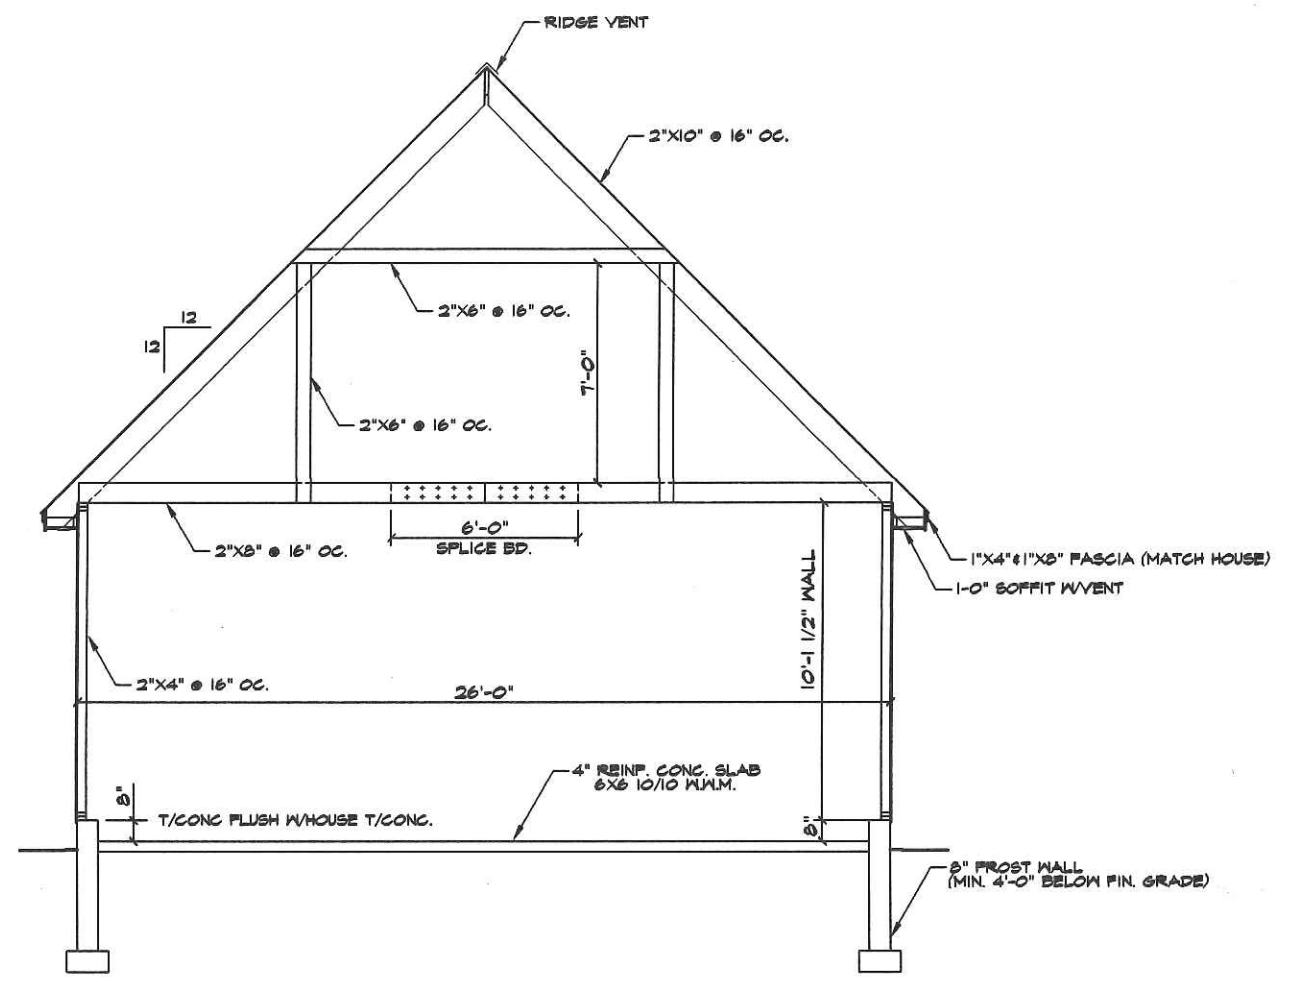 RIDGE VENT
2"X10" @ 16" OC.
2"X6" @ 16" OC.
12
12
7'-0"
2"X6" @ 16" OC.
6'-0"
SPLICE BD.
2"X8" @ 16" OC.
1"X4"&1"X8" FASCIA (MATCH HOUSE)
1-0" SOFFIT W/VENT
10'-1 1/2" WALL
2"X4" @ 16" OC.
26'-0"
4" REINF. CONC. SLAB
6X6 10/10 W.W.M.
8"
T/CONC FLUSH W/HOUSE T/CONC.
8"
8" FROST WALL
(MIN. 4'-0" BELOW FIN. GRADE)